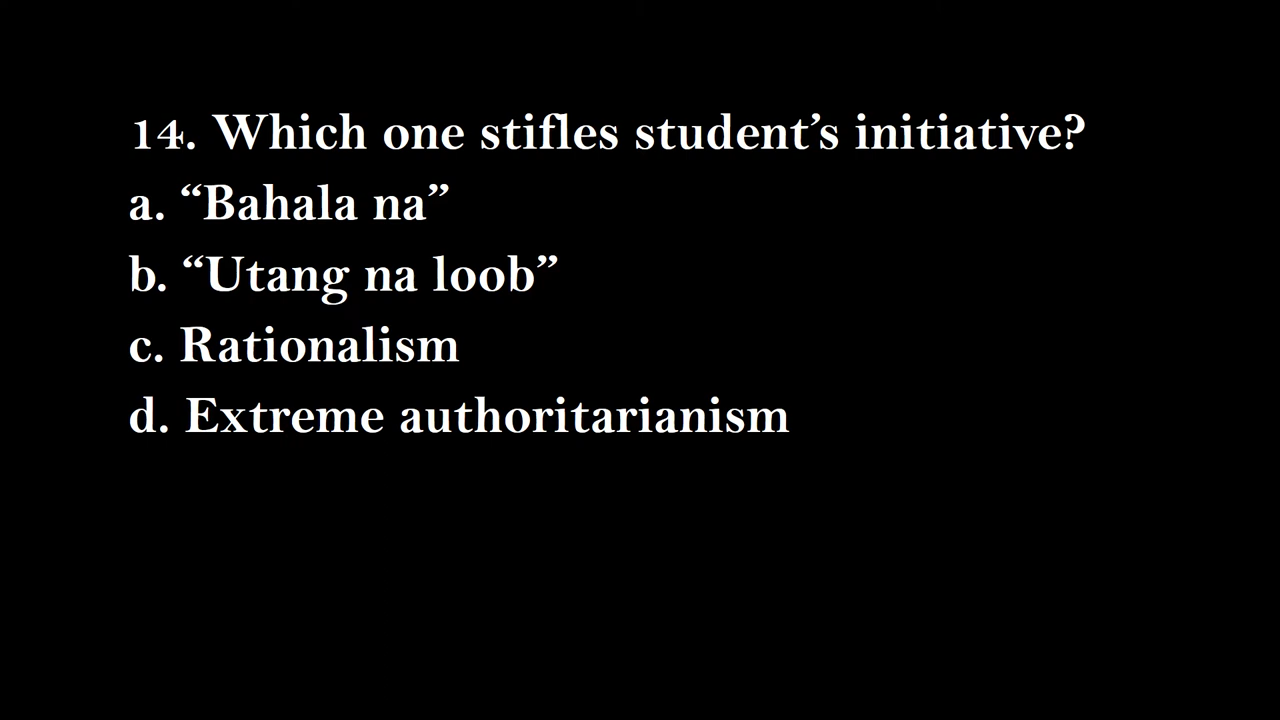 14. Which one stifles student’s initiative?
a. “Bahala na”
b. “Utang na loob”
c. Rationalism
d. Extreme authoritarianism